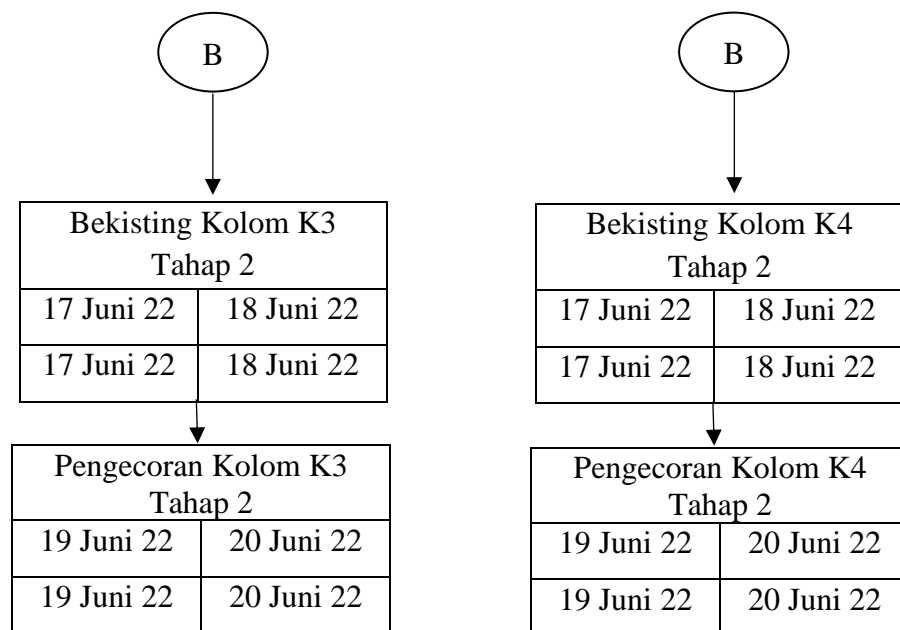 B
Bekisting Kolom K3
Tahap 2
17 Juni 22 18 Juni 22
17 Juni 22 18 Juni 22
Pengecoran Kolom K3
Tahap 2
19 Juni 22 20 Juni 22
19 Juni 22 20 Juni 22
B
Bekisting Kolom K4
Tahap 2
17 Juni 22 18 Juni 22
17 Juni 22 18 Juni 22
Pengecoran Kolom K4
Tahap 2
19 Juni 22 20 Juni 22
19 Juni 22 20 Juni 22